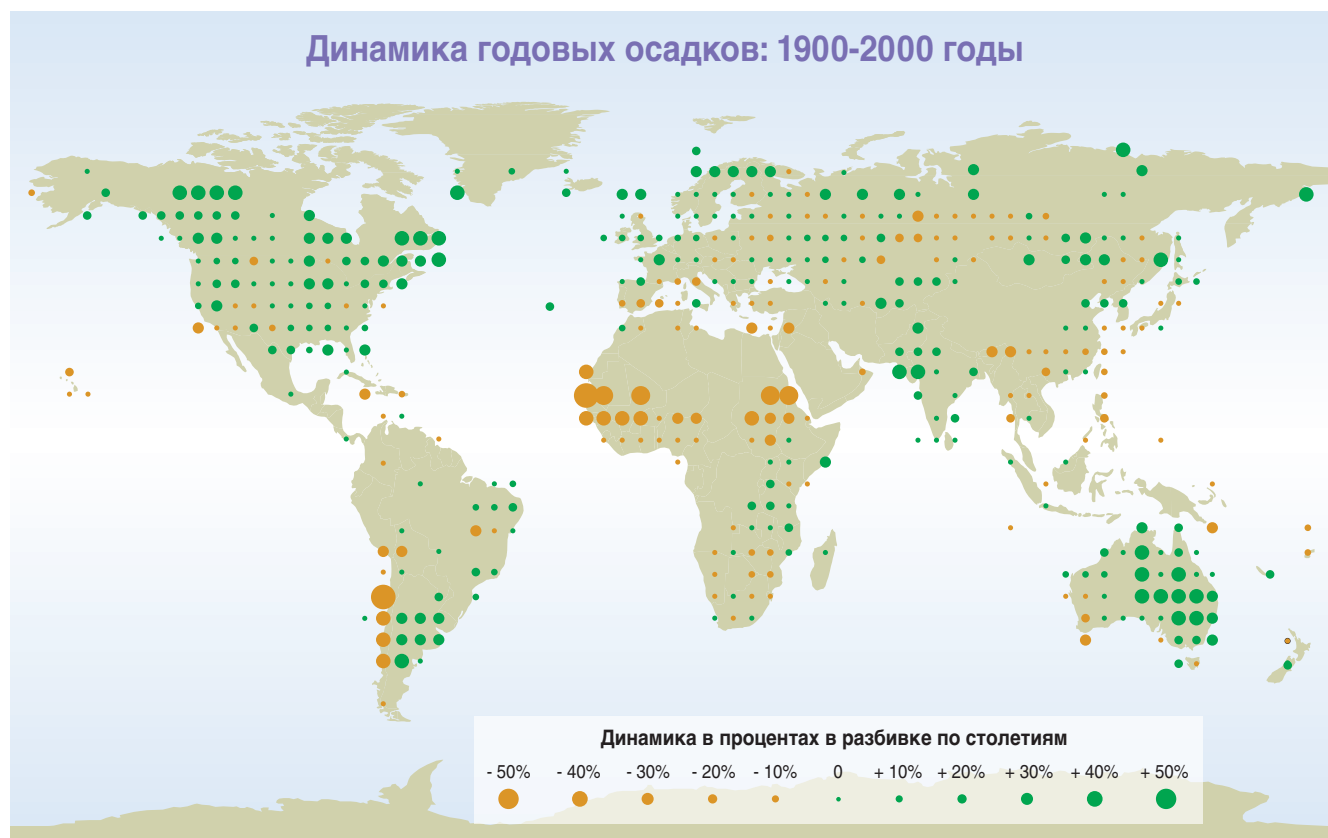 Динамика годовых осадков: 1900-2000 годы
Динамика в процентах в разбивке по столетиям
- 50% - 40% - 30% - 20% - 10% 0 + 10% + 20% + 30% + 40% + 50%